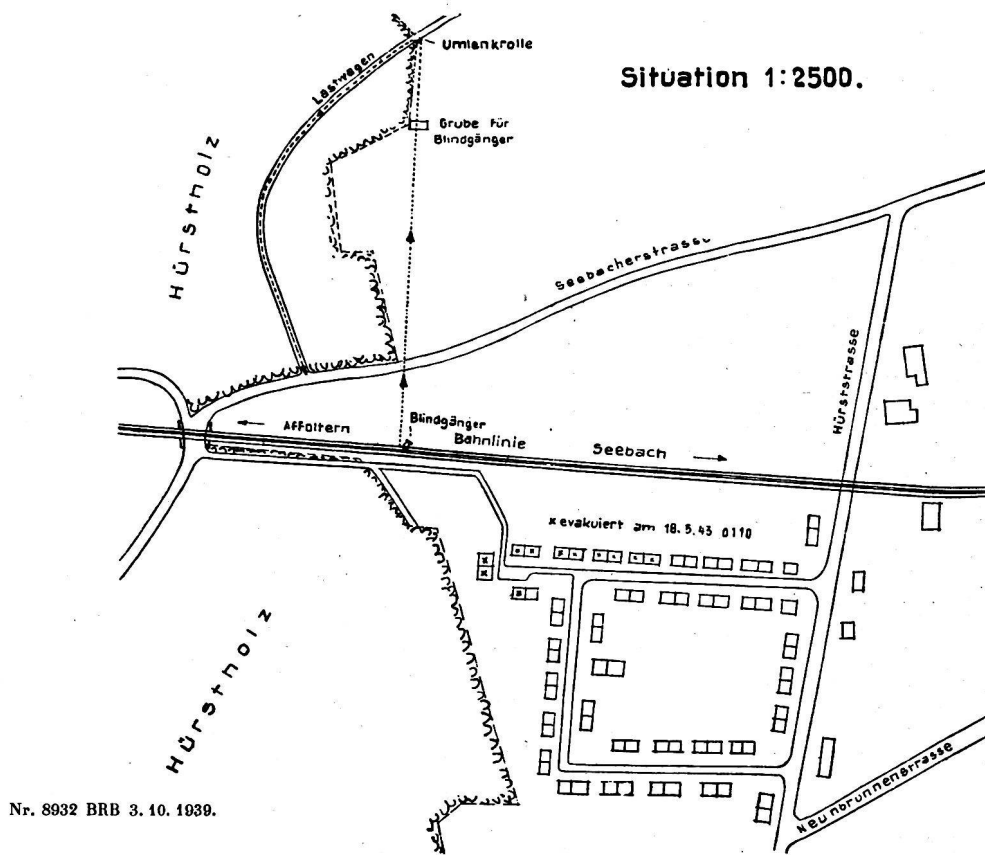 Umlenkrolle
Situation 1:2500.
Lastwagen
Grube für
Blindgänger
Hürstholz
Seebacherstrasse
Hürststrasse
Blindgänger
Affoltern
Bahnlinie
Seebach
x evakuiert am 18.5.43 0110
Hürstholz
Neunbrunnenstrasse
Nr. 8932 BRB 3. 10. 1939.